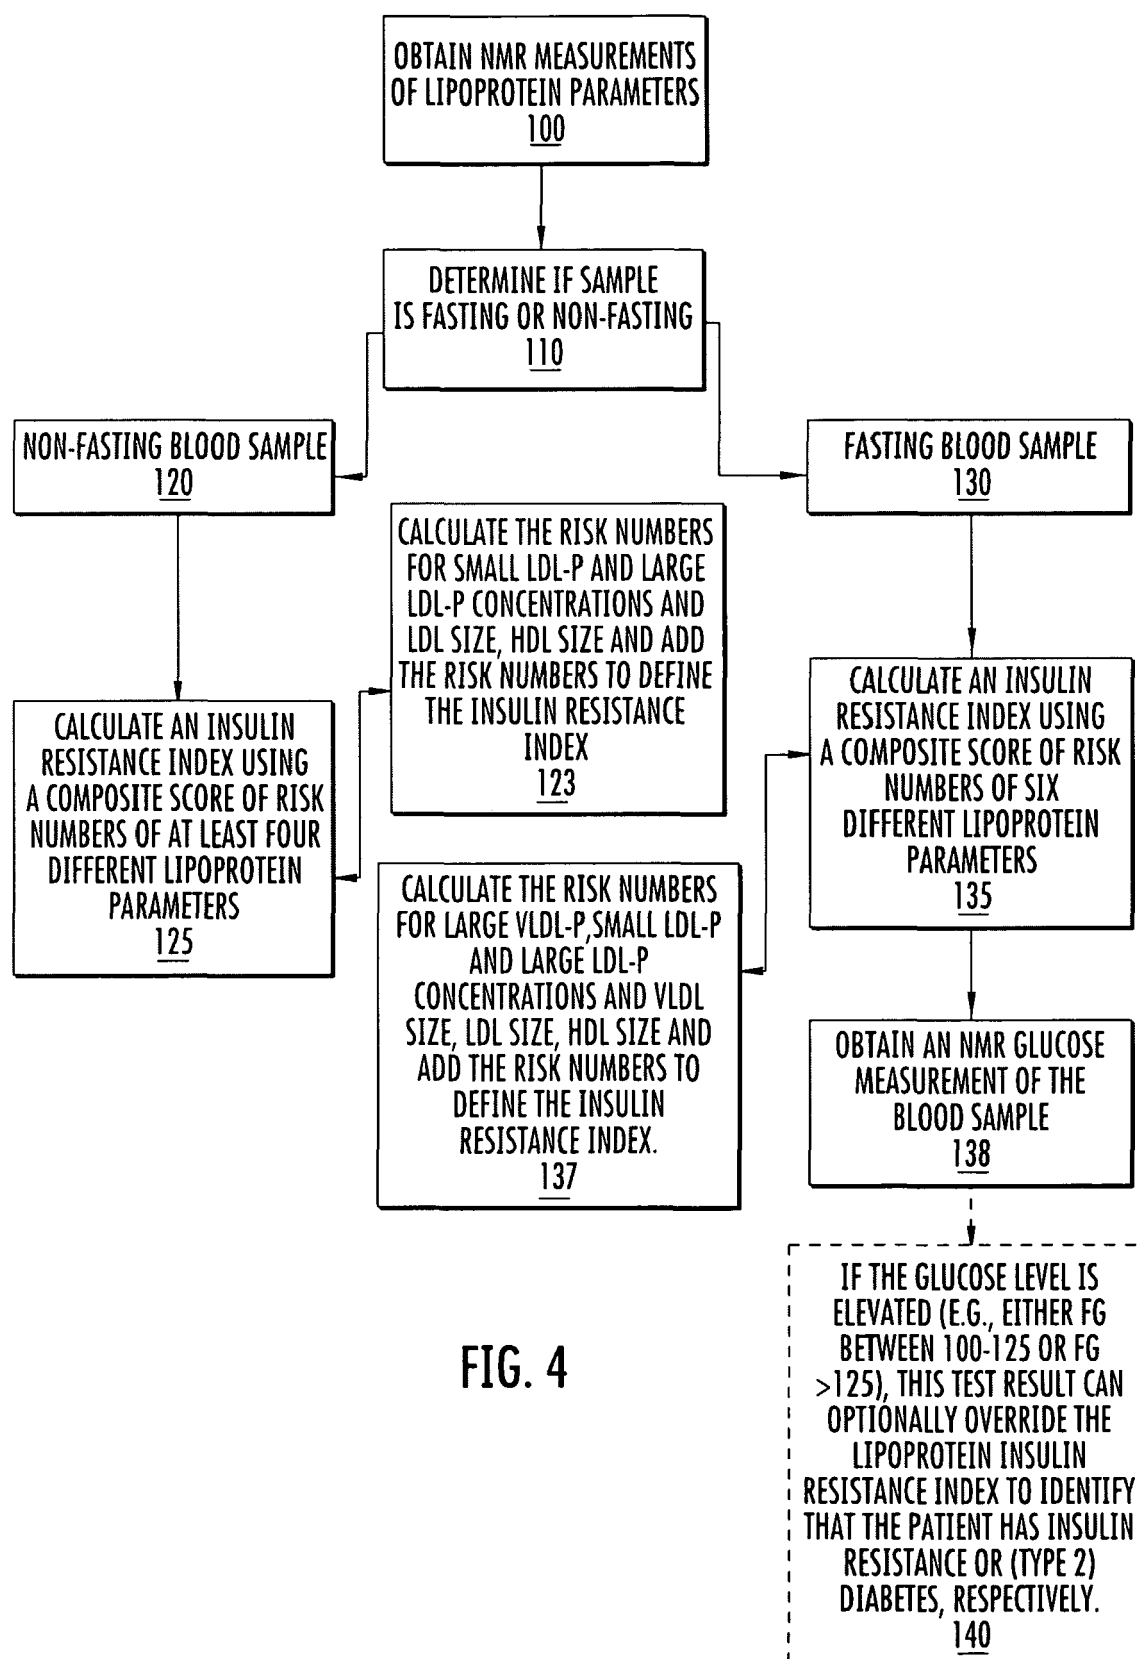 OBTAIN NMR MEASUREMENTS
OF LIPOPROTEIN PARAMETERS
100
DETERMINE IF SAMPLE
IS FASTING OR NON-FASTING
110
NON-FASTING BLOOD SAMPLE
120
FASTING BLOOD SAMPLE
130
CALCULATE THE RISK NUMBERS
FOR SMALL LDL-P AND LARGE
LDL-P CONCENTRATIONS AND
LDL SIZE, HDL SIZE AND ADD
THE RISK NUMBERS TO DEFINE
THE INSULIN RESISTANCE
INDEX
123
CALCULATE AN INSULIN
RESISTANCE INDEX USING
A COMPOSITE SCORE OF RISK
NUMBERS OF AT LEAST FOUR
DIFFERENT LIPOPROTEIN
PARAMETERS
125
CALCULATE AN INSULIN
RESISTANCE INDEX USING
A COMPOSITE SCORE OF RISK
NUMBERS OF SIX
DIFFERENT LIPOPROTEIN
PARAMETERS
135
CALCULATE THE RISK NUMBERS
FOR LARGE VLDL-P, SMALL LDL-P
AND LARGE LDL-P
CONCENTRATIONS AND VLDL
SIZE, LDL SIZE, HDL SIZE AND
ADD THE RISK NUMBERS TO
DEFINE THE INSULIN
RESISTANCE INDEX.
137
OBTAIN AN NMR GLUCOSE
MEASUREMENT OF THE
BLOOD SAMPLE
138
IF THE GLUCOSE LEVEL IS
ELEVATED (E.G., EITHER FG
BETWEEN 100-125 OR FG
>125), THIS TEST RESULT CAN
OPTIONALLY OVERRIDE THE
LIPOPROTEIN INSULIN
RESISTANCE INDEX TO IDENTIFY
THAT THE PATIENT HAS INSULIN
RESISTANCE OR (TYPE 2)
DIABETES, RESPECTIVELY.
140
FIG. 4